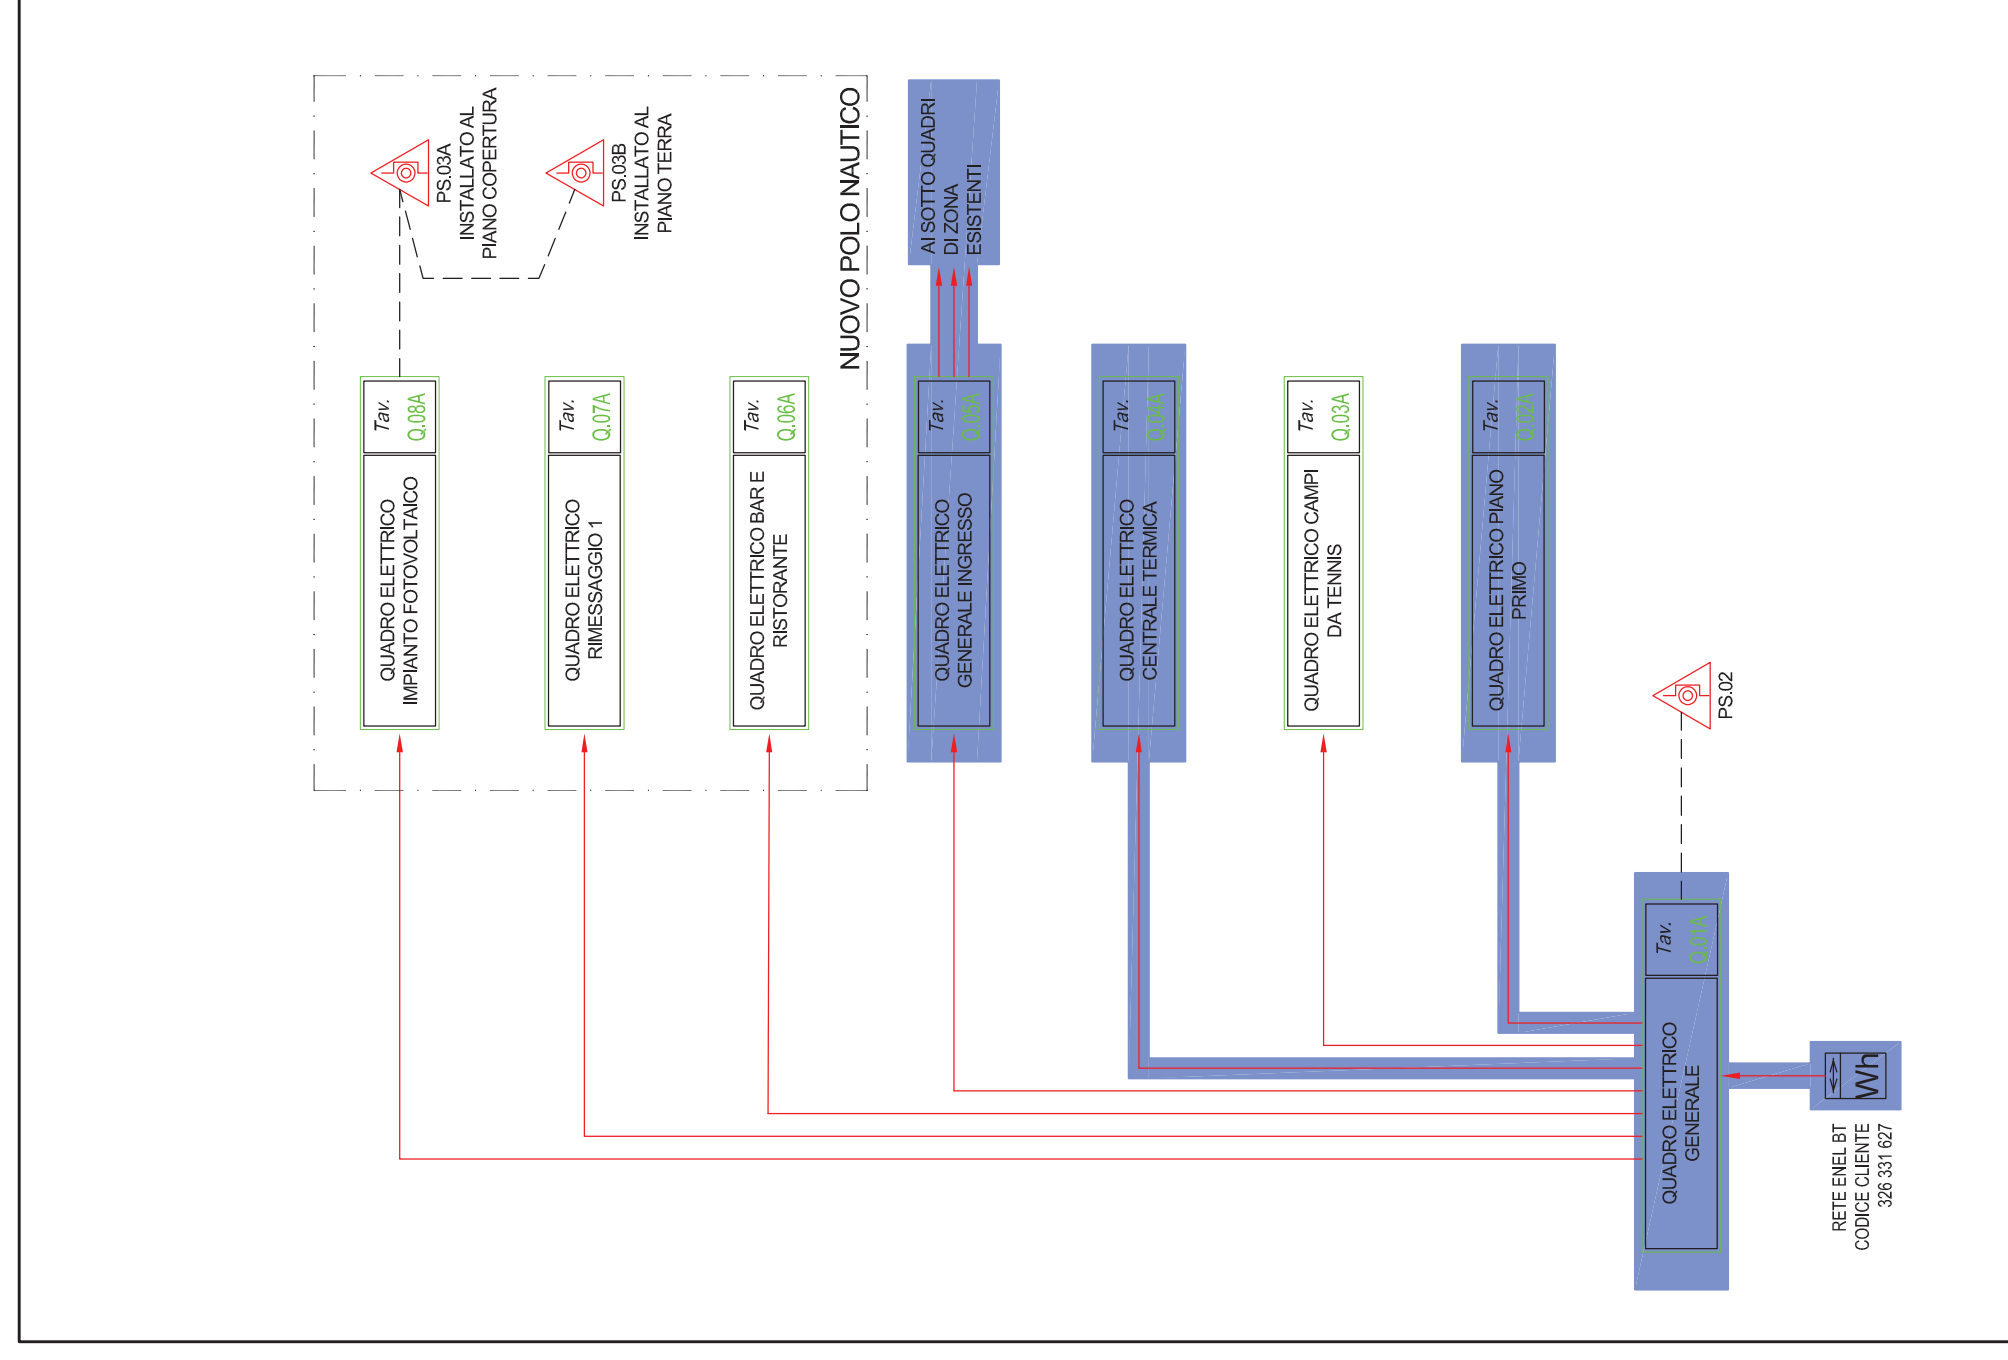 PS.03A
INSTALLATO AL
PIANO COPERTURA
PS.03B
INSTALLATO AL
PIANO TERRA
NUOVO POLO NAUTICO
AI SOTTO QUADRI
DI ZONA
ESISTENTI
QUADRO ELETTRICO
IMPIANTO FOTOVOLTAICO
Tav.
Q.08A
QUADRO ELETTRICO
RIMESSAGGIO 1
Tav.
Q.07A
QUADRO ELETTRICO BAR E
RISTORANTE
Tav.
Q.06A
QUADRO ELETTRICO
GENERALE INGRESSO
Tav.
Q.05A
QUADRO ELETTRICO
CENTRALE TERMICA
Tav.
Q.04A
QUADRO ELETTRICO CAMPI
DA TENNIS
Tav.
Q.03A
QUADRO ELETTRICO PIANO
PRIMO
Tav.
Q.02A
PS.02
QUADRO ELETTRICO
GENERALE
Tav.
Q.01A
Wh
RETE ENEL BT
CODICE CLIENTE
326 331 627